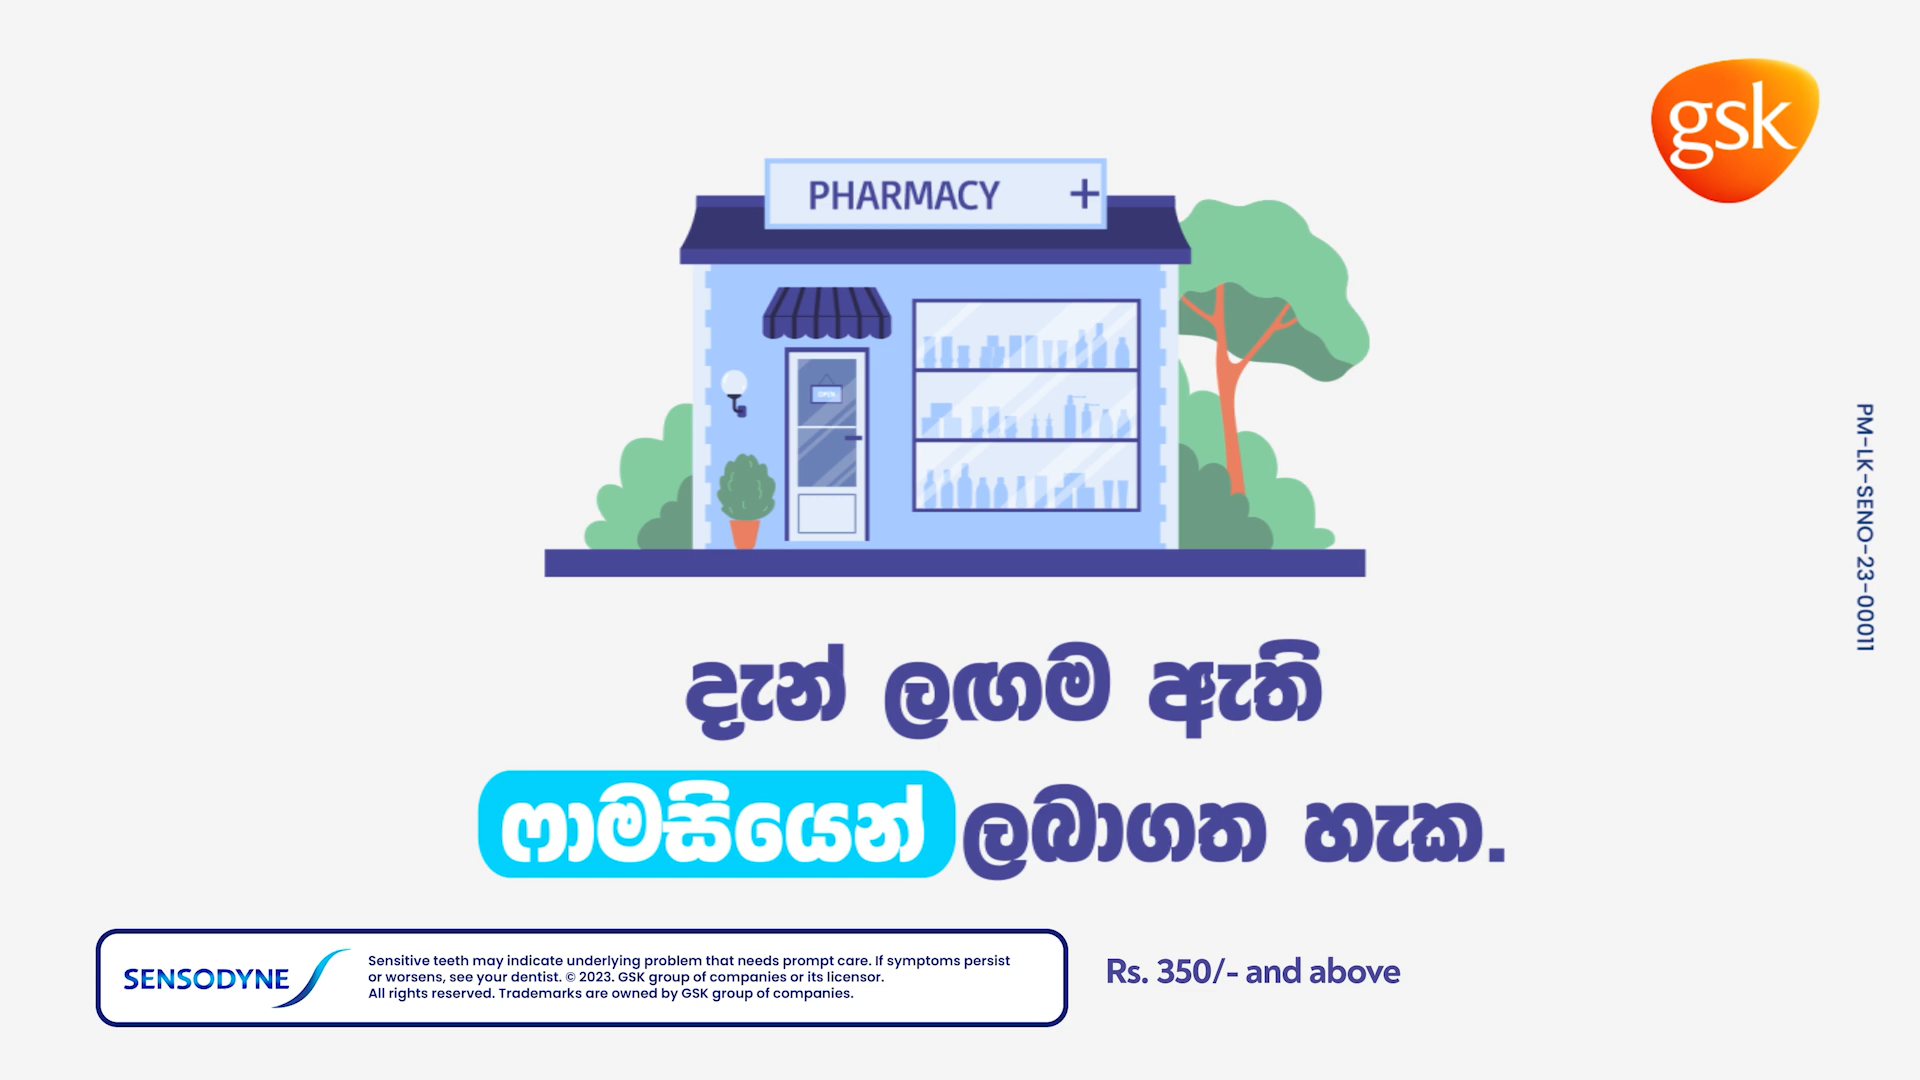 gsk
PHARMACY +
OPEN
PM-LK-SENO-23-00011
දැන් ලඟම ඇති
ෆාමසියෙන් ලබාගත හැක.
SENSODYNE
Sensitive teeth may indicate underlying problem that needs prompt care. If symptoms persist
or worsens, see your dentist. © 2023. GSK group of companies or its licensor.
All rights reserved. Trademarks are owned by GSK group of companies.
Rs. 350/- and above